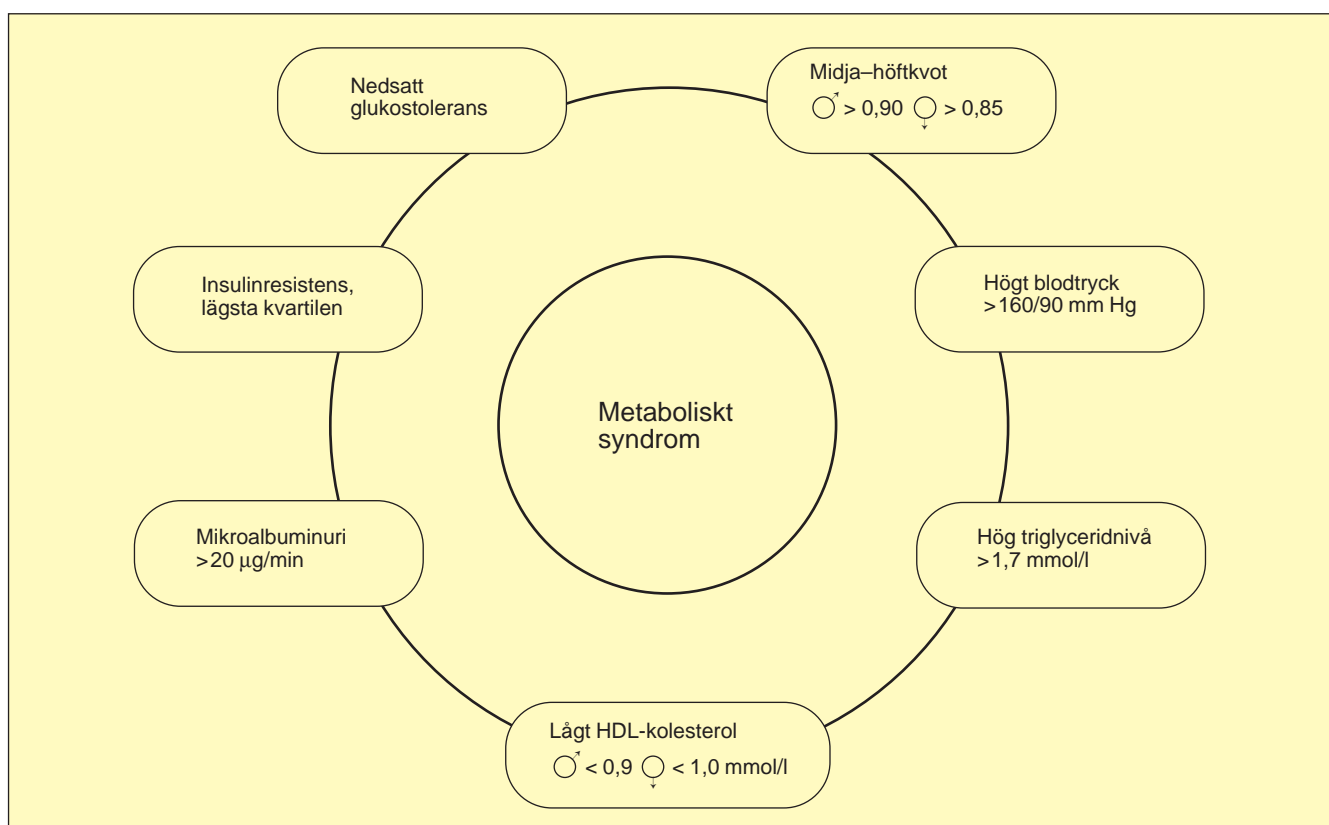 Nedsatt
glukostolerans
Midja–höftkvot
♂ > 0,90 ♀ > 0,85
Insulinresistens,
lägsta kvartilen
Högt blodtryck
>160/90 mm Hg
Metaboliskt
syndrom
Mikroalbuminuri
>20 µg/min
Hög triglyceridnivå
>1,7 mmol/l
Lågt HDL-kolesterol
♂ < 0,9 ♀ < 1,0 mmol/l